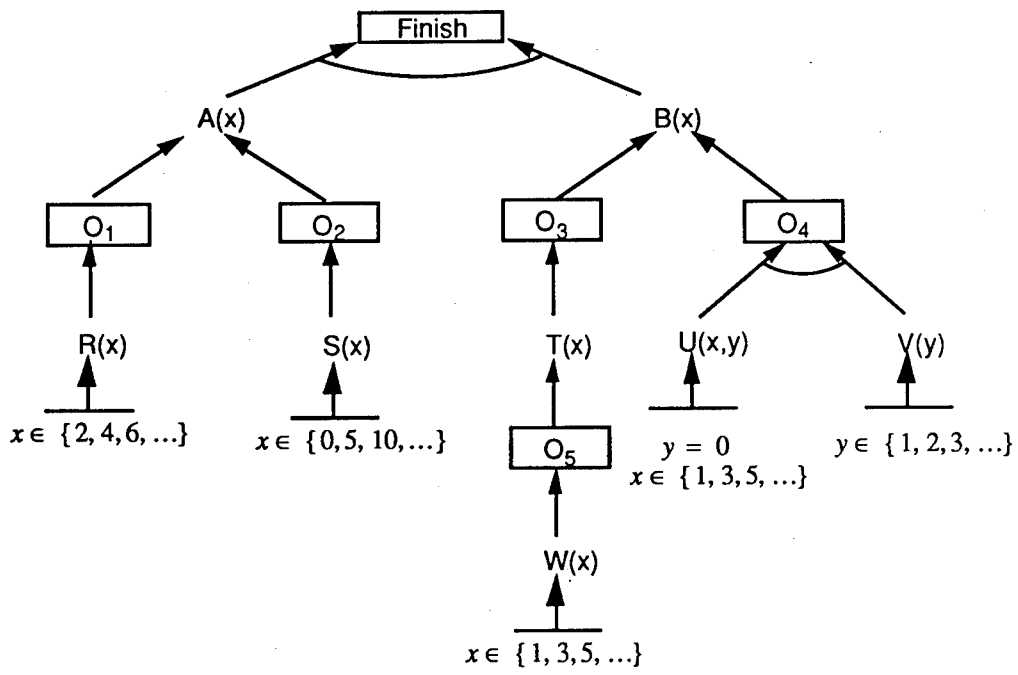 Finish
A(x) B(x)
O₁ O₂ O₃ O₄
R(x) S(x) T(x) U(x,y) V(y)
x ∈ {2, 4, 6, ...} x ∈ {0, 5, 10, ...} O₅ y = 0 y ∈ {1, 2, 3, ...}
x ∈ {1, 3, 5, ...}
W(x)
x ∈ {1, 3, 5, ...}